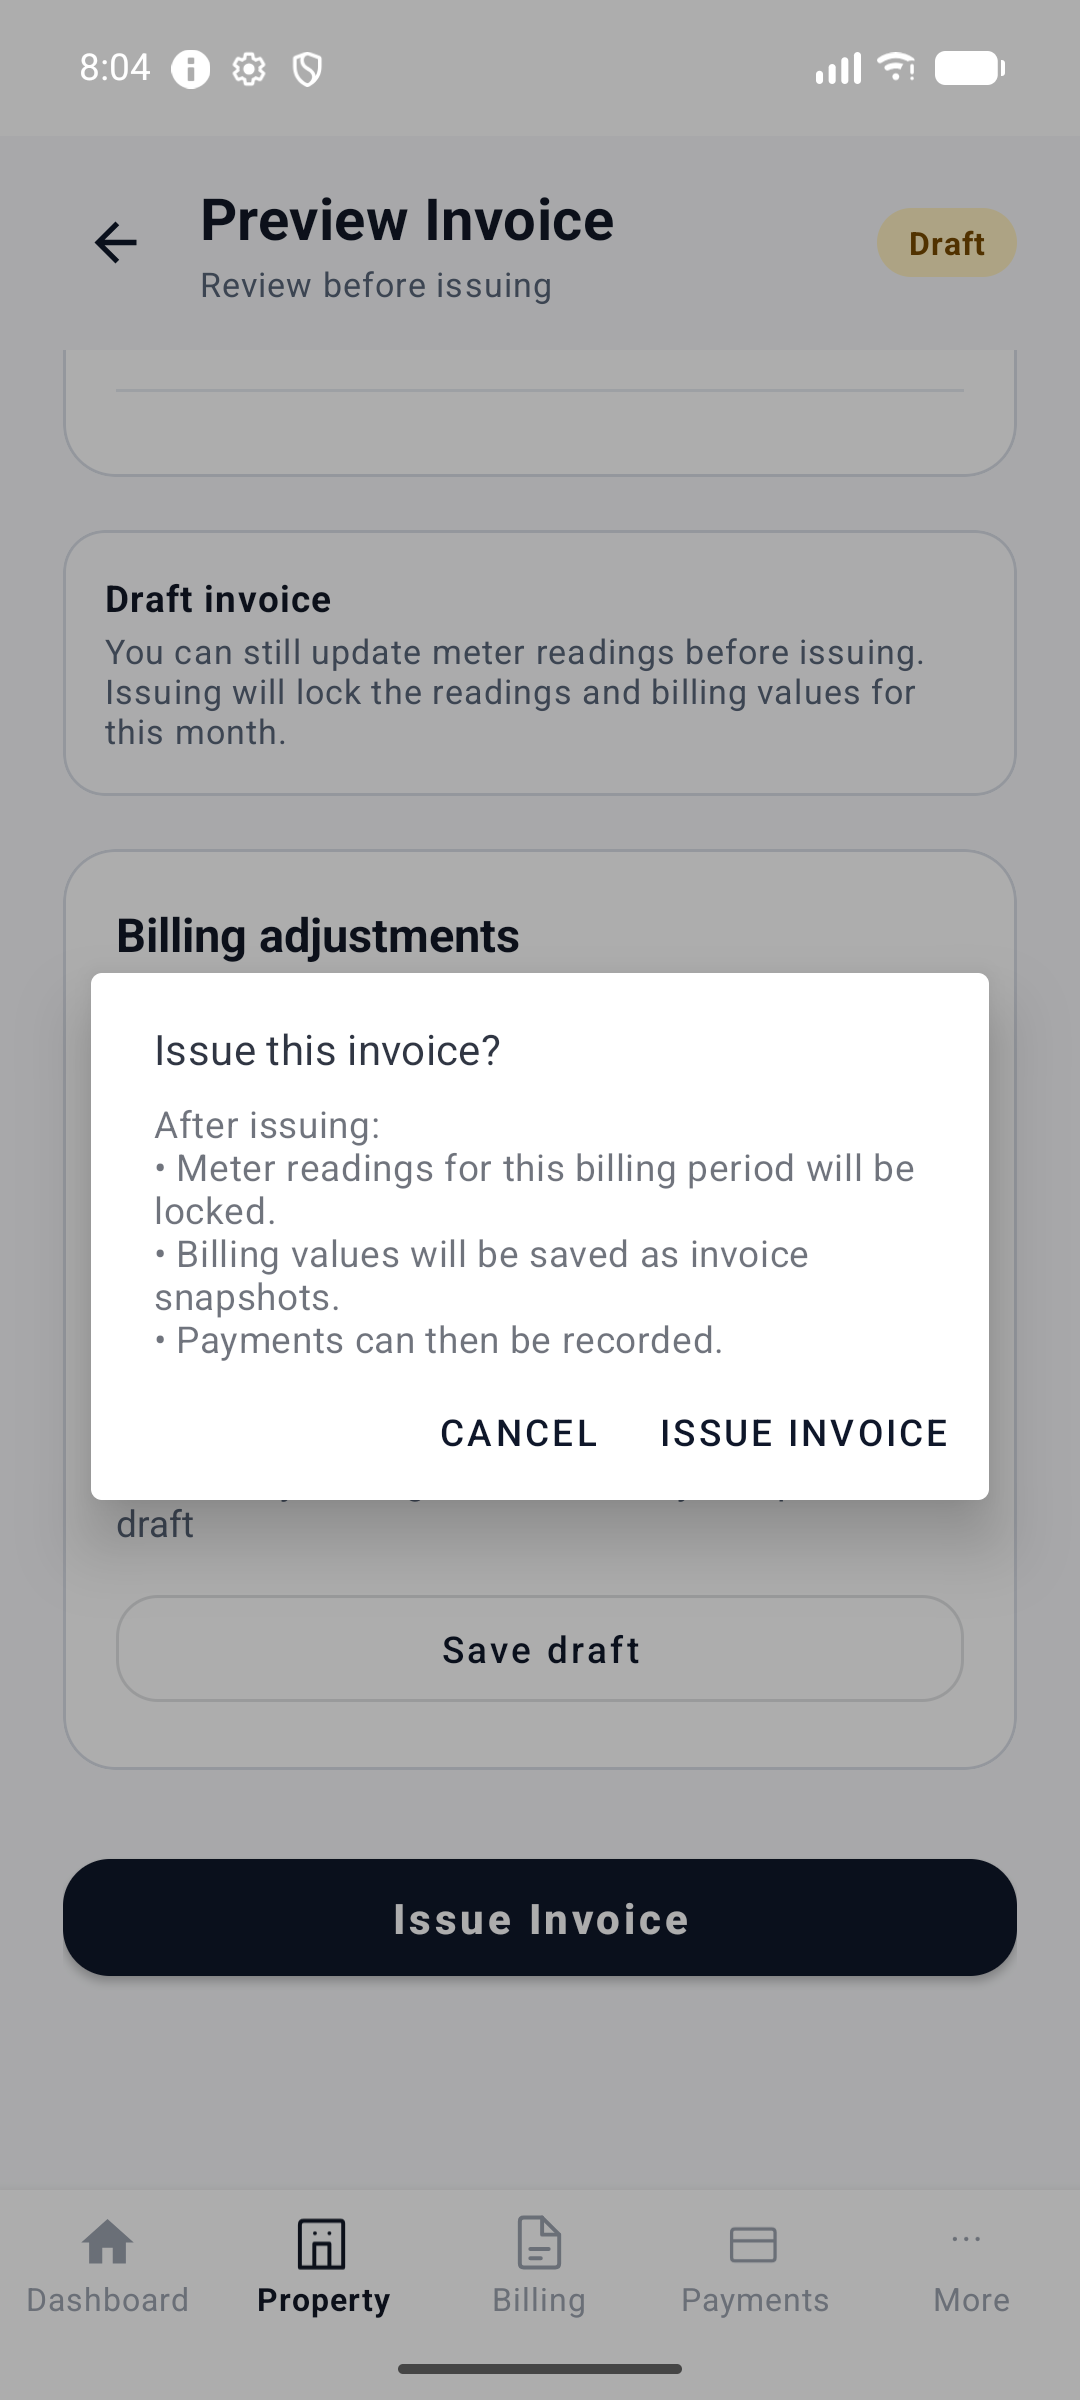 8:04
Preview Invoice
Draft
Review before issuing
Draft invoice
You can still update meter readings before issuing.
Issuing will lock the readings and billing values for
this month.
Billing adjustments
Issue this invoice?
After issuing:
• Meter readings for this billing period will be
locked.
• Billing values will be saved as invoice
snapshots.
• Payments can then be recorded.
CANCEL ISSUE INVOICE
draft
Save draft
Issue Invoice
Dashboard Property Billing Payments More